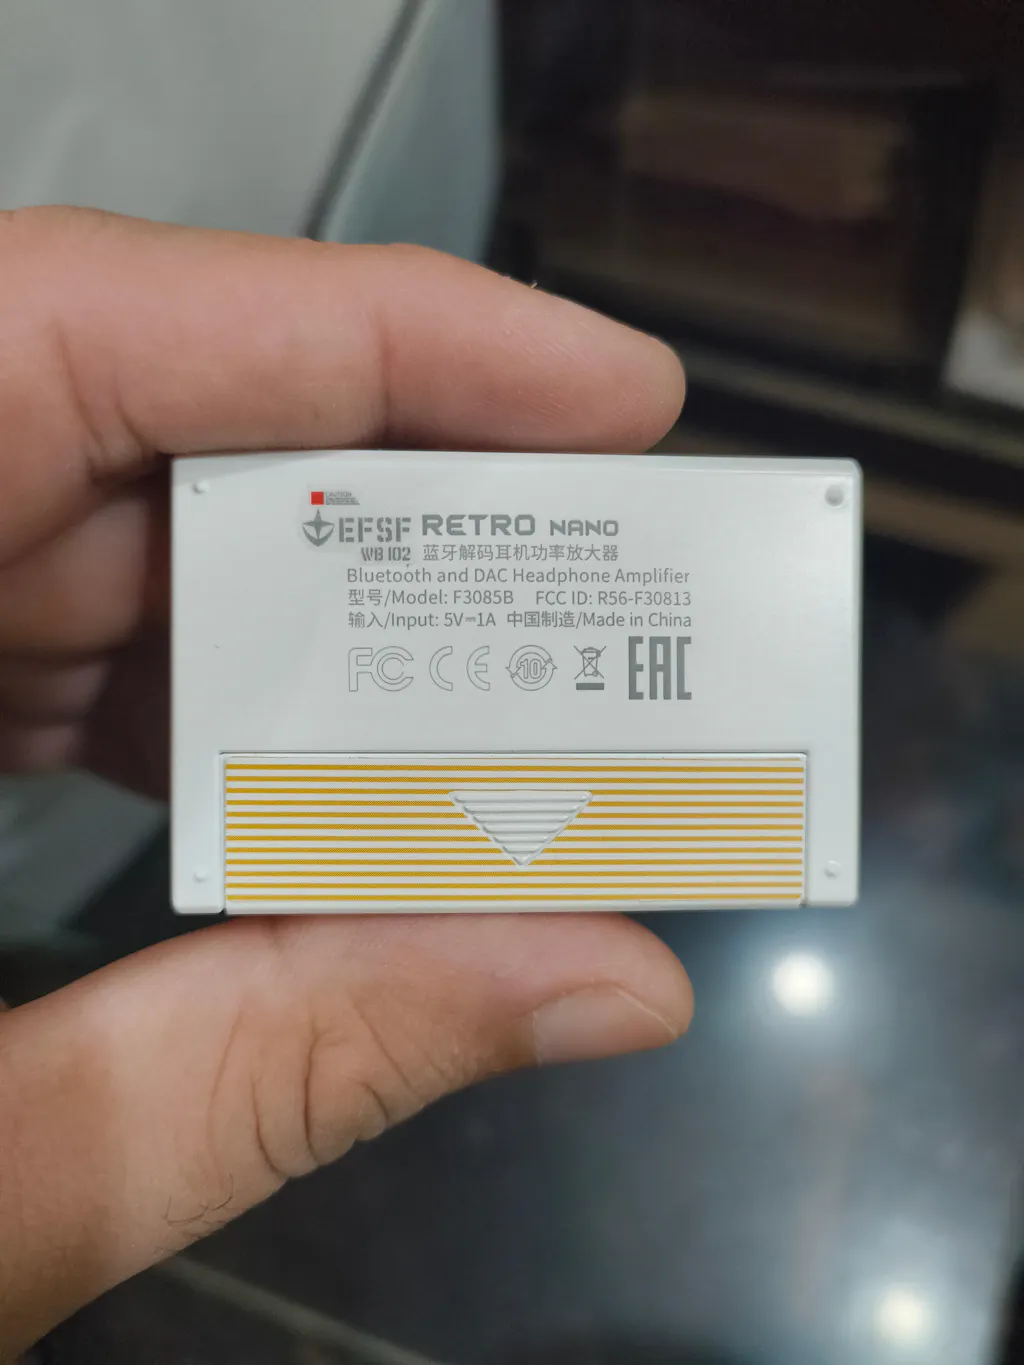 CAUTION
EFSF RETRO NANO
WB 102 蓝牙解码耳机功率放大器
Bluetooth and DAC Headphone Amplifier
型号/Model: F3085B FCC ID: R56-F30813
输入/Input: 5V⎓1A 中国制造/Made in China
FC CE 10 EAC